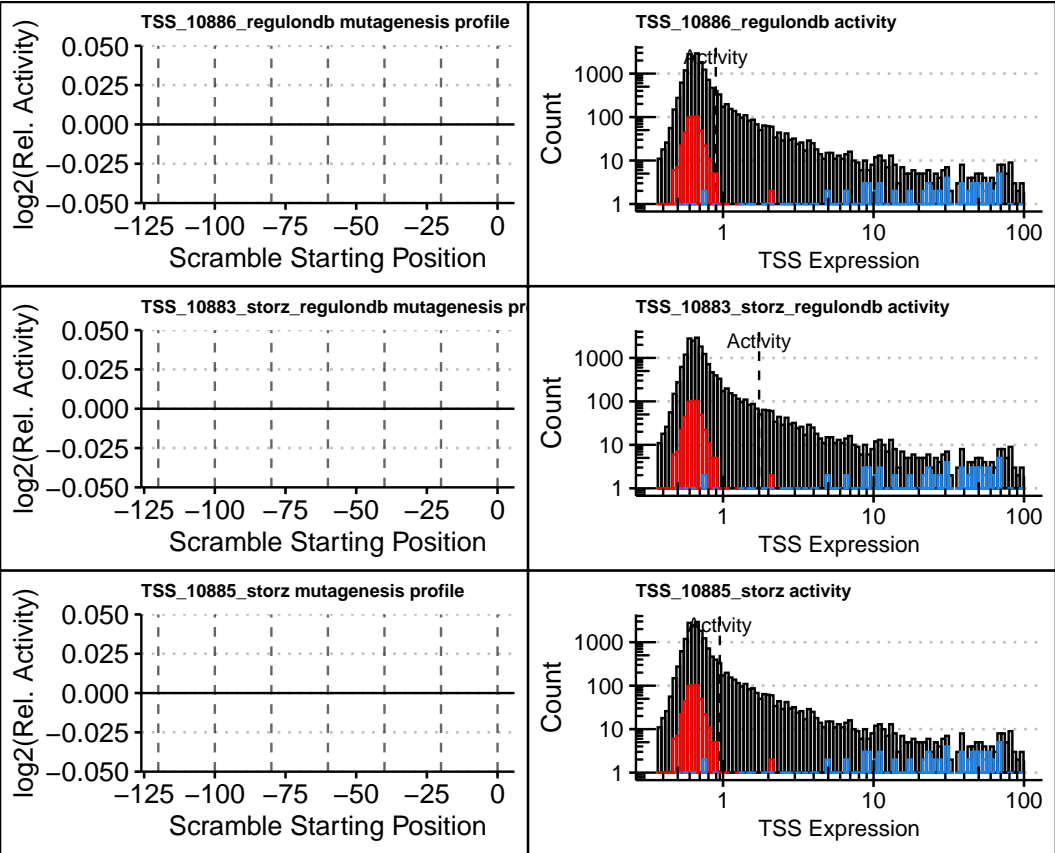 TSS_10886_regulondb mutagenesis profile
log2(Rel. Activity)
0.050
0.025
0.000
−0.025
−0.050
−125 −100 −75 −50 −25 0
Scramble Starting Position
TSS_10886_regulondb activity
Activity
Count
1000
100
10
1
1 10 100
TSS Expression
TSS_10883_storz_regulondb mutagenesis pr
log2(Rel. Activity)
0.050
0.025
0.000
−0.025
−0.050
−125 −100 −75 −50 −25 0
Scramble Starting Position
TSS_10883_storz_regulondb activity
Activity
Count
1000
100
10
1
1 10 100
TSS Expression
TSS_10885_storz mutagenesis profile
log2(Rel. Activity)
0.050
0.025
0.000
−0.025
−0.050
−125 −100 −75 −50 −25 0
Scramble Starting Position
TSS_10885_storz activity
Activity
Count
1000
100
10
1
1 10 100
TSS Expression